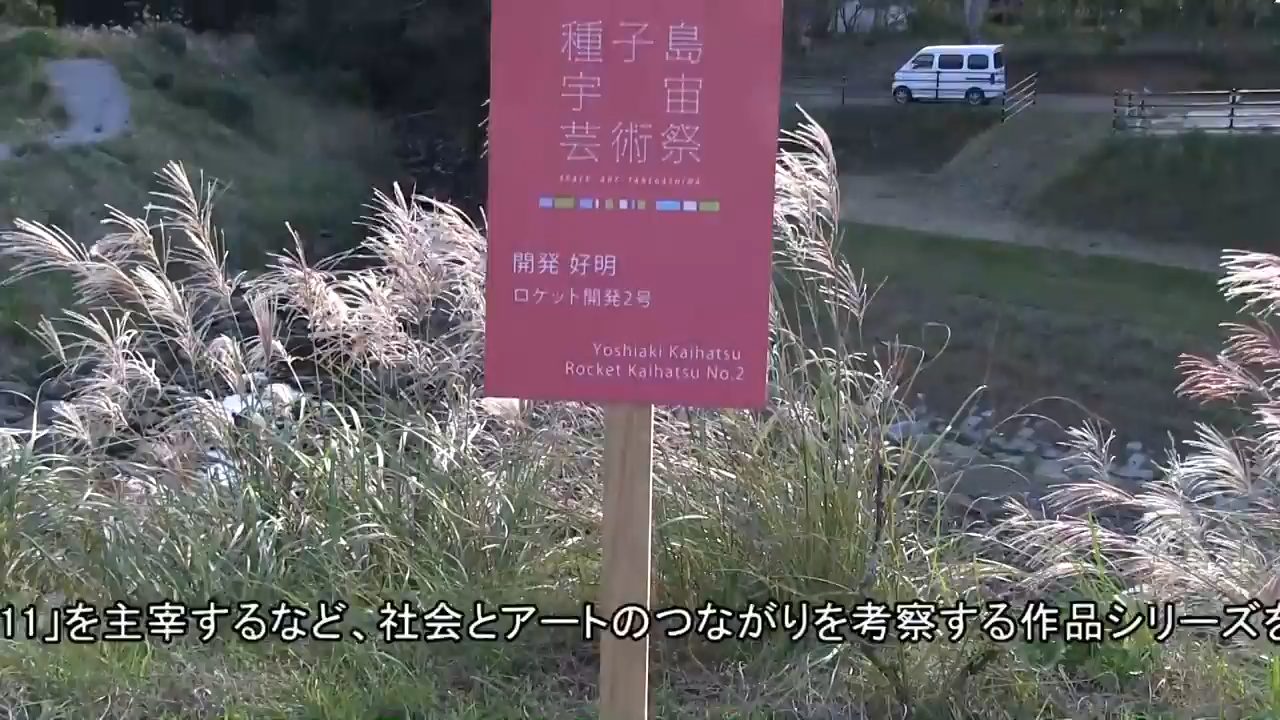 種子島
宇宙
芸術祭
space art tanegashima
開発 好明
ロケット開発2号
Yoshiaki Kaihatsu
Rocket Kaihatsu No.2
11」を主宰するなど、社会とアートのつながりを考察する作品シリーズを